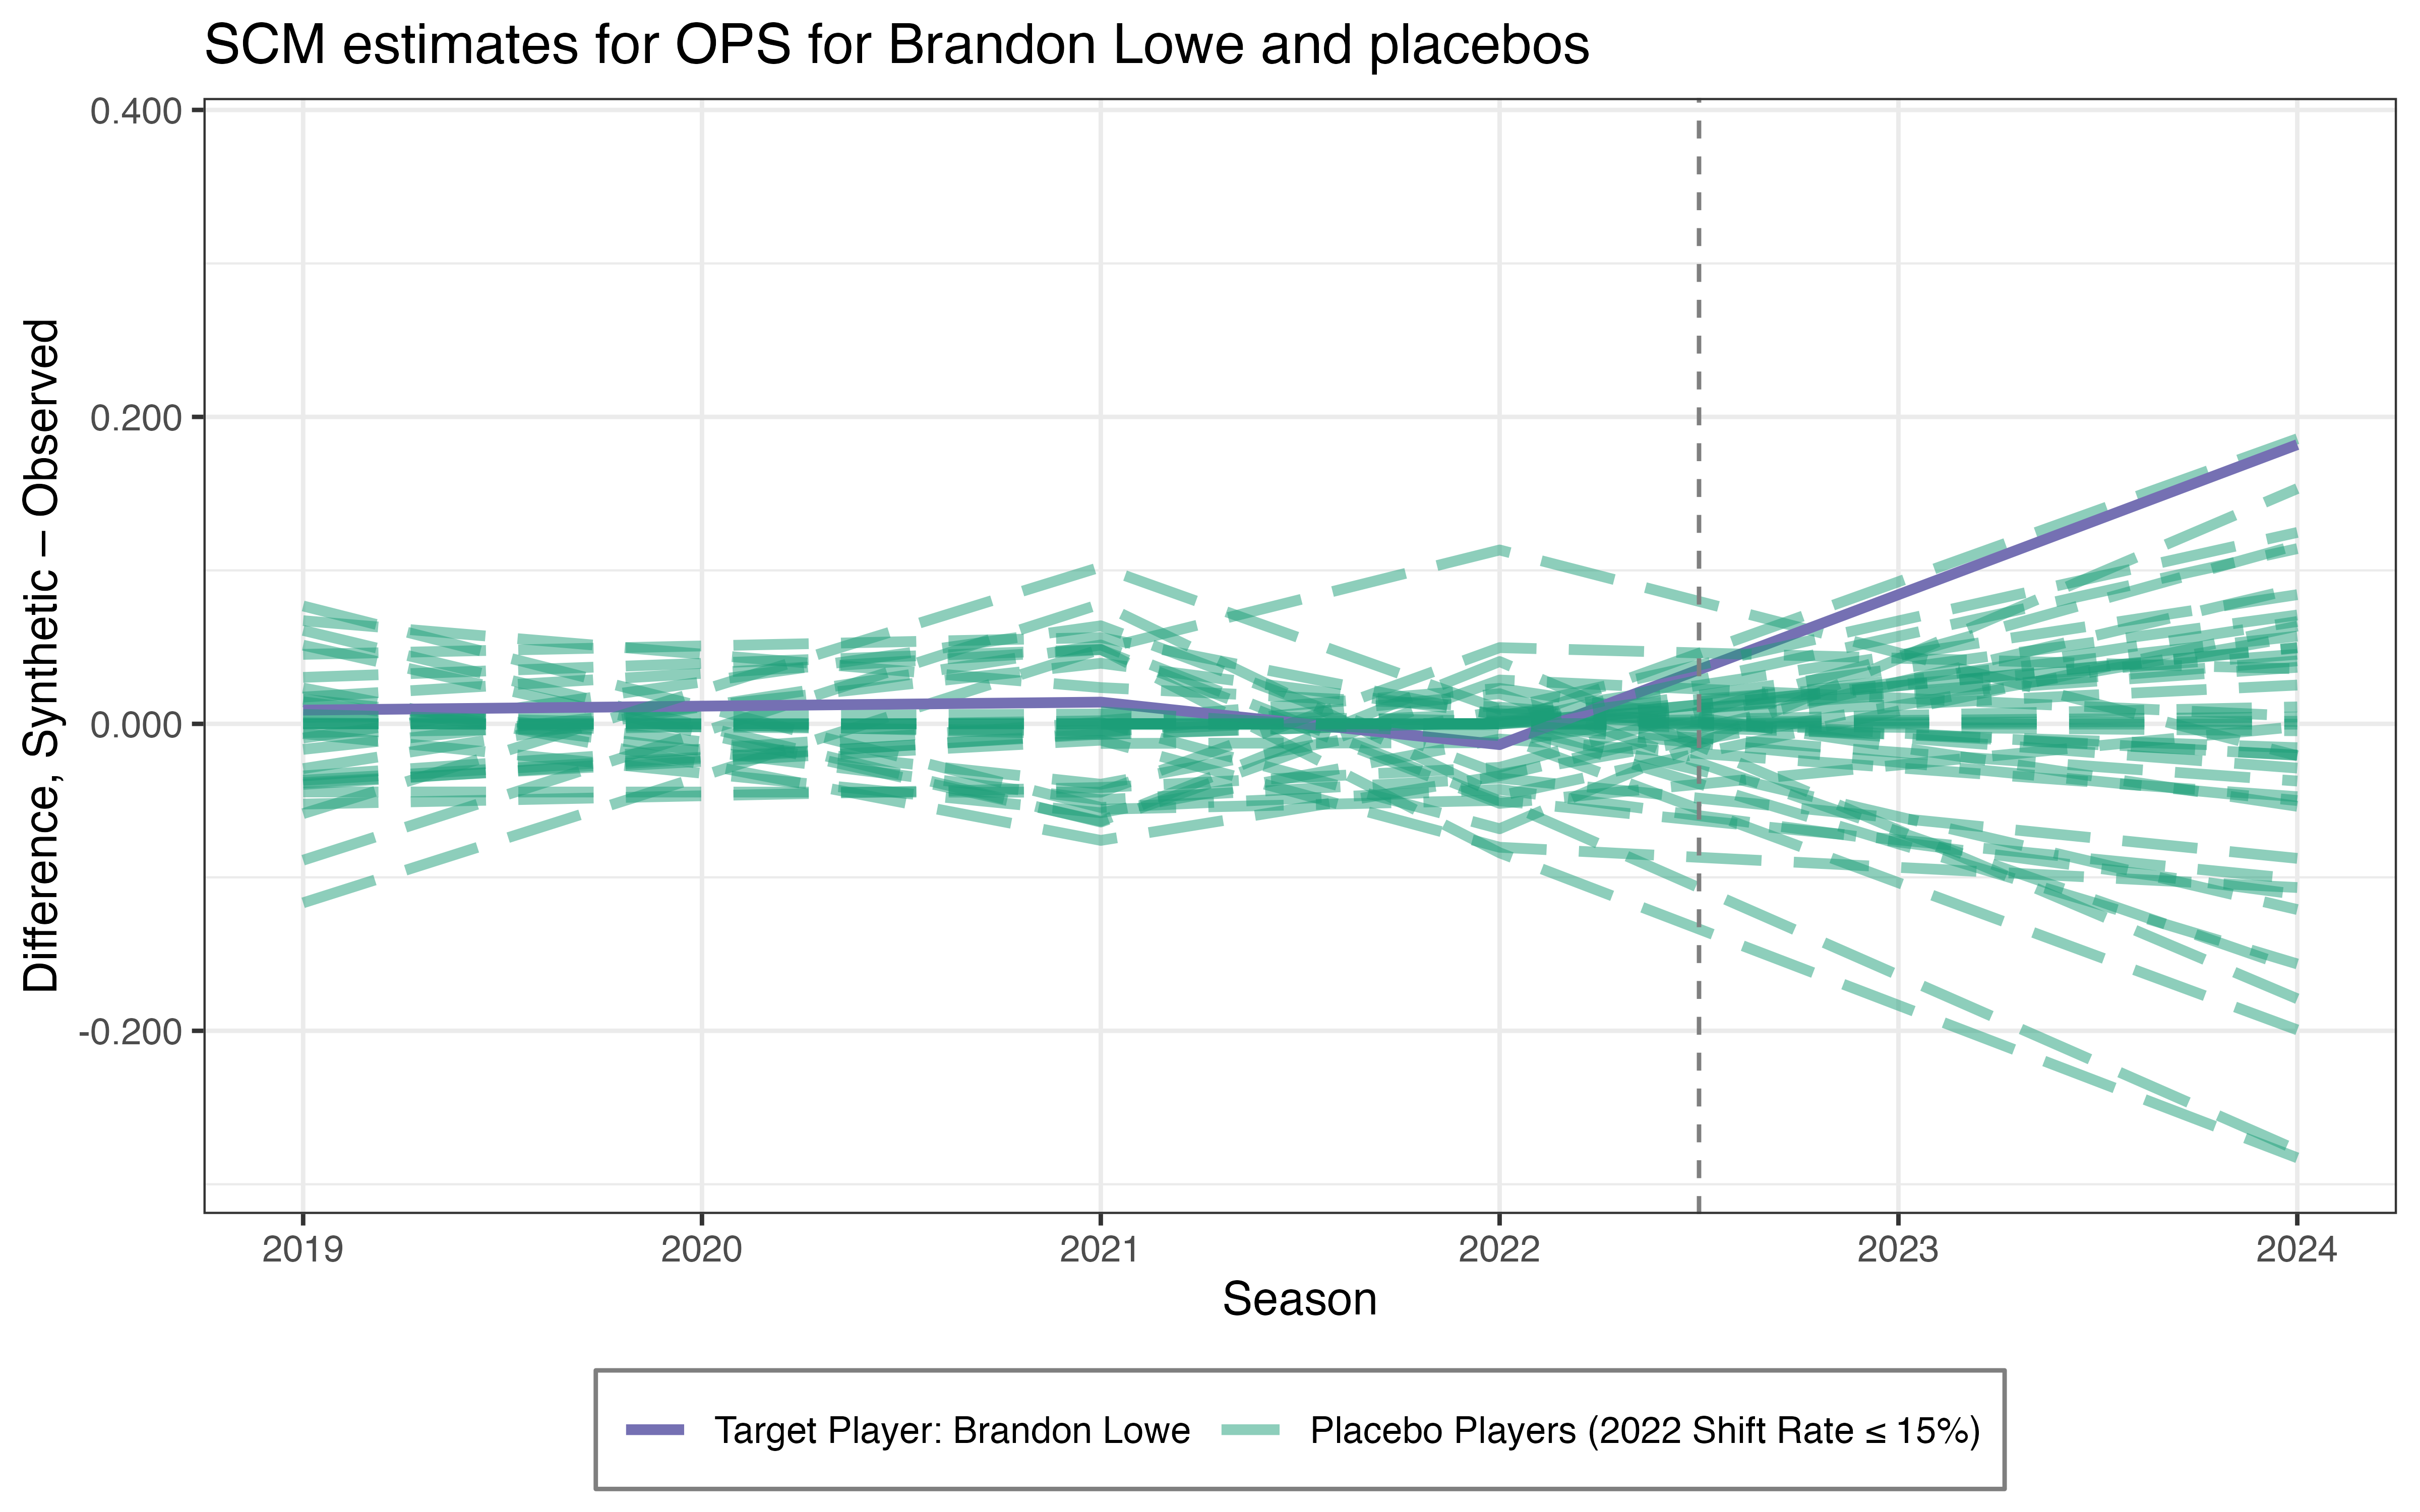 SCM estimates for OPS for Brandon Lowe and placebos
Difference, Synthetic – Observed
0.400
0.200
0.000
-0.200
2019 2020 2021 2022 2023 2024
Season
Target Player: Brandon Lowe Placebo Players (2022 Shift Rate ≤ 15%)